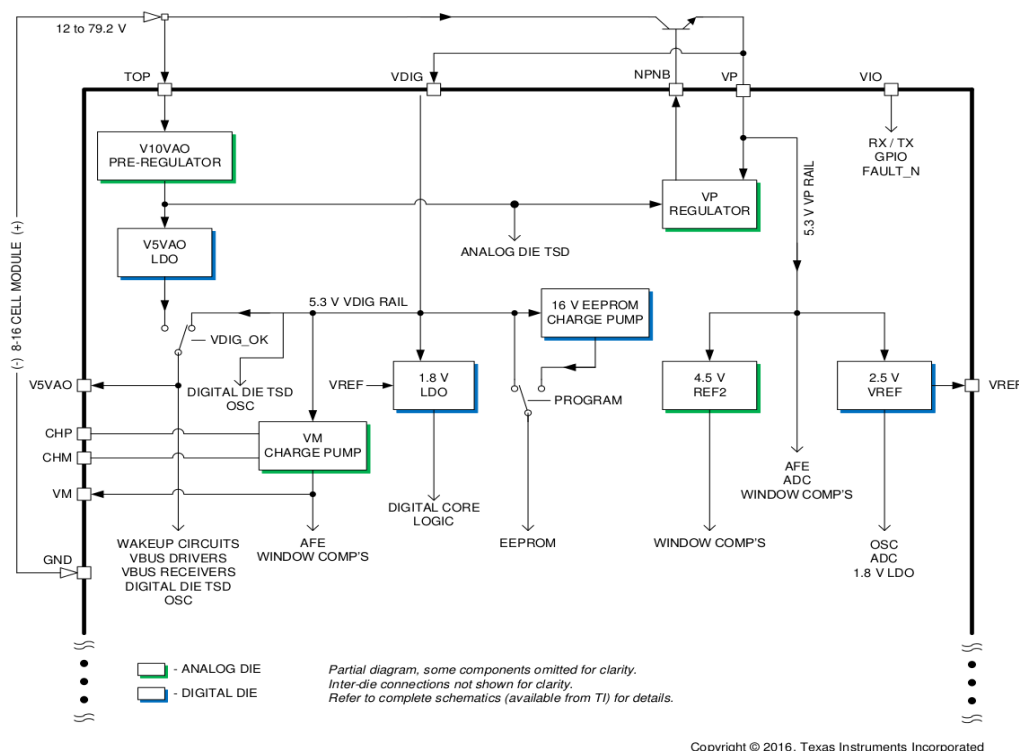 12 to 79.2 V
TOP
VDIG
NPNB
VP
VIO
V10VAO
PRE-REGULATOR
RX / TX
GPIO
FAULT_N
VP
REGULATOR
5.3 V VP RAIL
V5VAO
LDO
ANALOG DIE TSD
(-) 8-16 CELL MODULE (+)
5.3 V VDIG RAIL
16 V EEPROM
CHARGE PUMP
VDIG_OK
V5VAO
DIGITAL DIE TSD
OSC
VREF
1.8 V
LDO
PROGRAM
4.5 V
REF2
2.5 V
VREF
VREF
CHP
CHM
VM
CHARGE PUMP
VM
AFE
ADC
WINDOW COMP'S
DIGITAL CORE
LOGIC
GND
WAKEUP CIRCUITS
VBUS DRIVERS
VBUS RECEIVERS
DIGITAL DIE TSD
OSC
AFE
WINDOW COMP'S
EEPROM
WINDOW COMP'S
OSC
ADC
1.8 V LDO
- ANALOG DIE
- DIGITAL DIE
Partial diagram, some components omitted for clarity.
Inter-die connections not shown for clarity.
Refer to complete schematics (available from TI) for details.
Copyright © 2016, Texas Instruments Incorporated